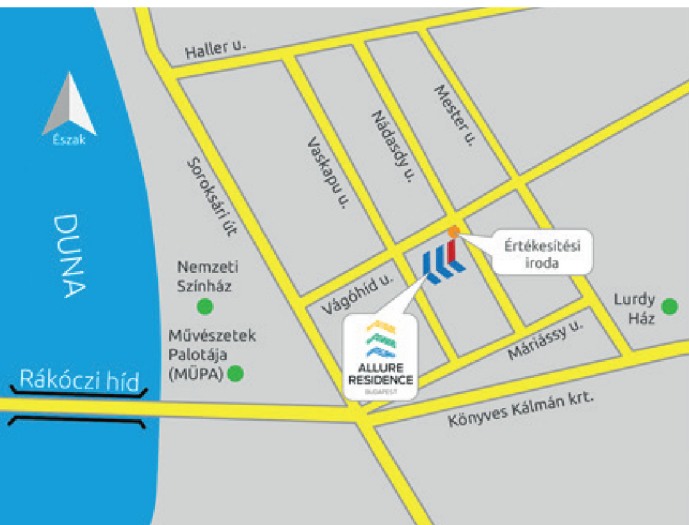 Haller u.
Észak
Mester u.
Nádasdy u.
Vaskapu u.
Soroksári út
DUNA
Értékesítési
iroda
Nemzeti
Színház
Vágóhíd u.
Lurdy
Ház
Művészetek
Palotája
(MÜPA)
Máriássy u.
ALLURE
RESIDENCE
BUDAPEST
Rákóczi híd
Könyves Kálmán krt.